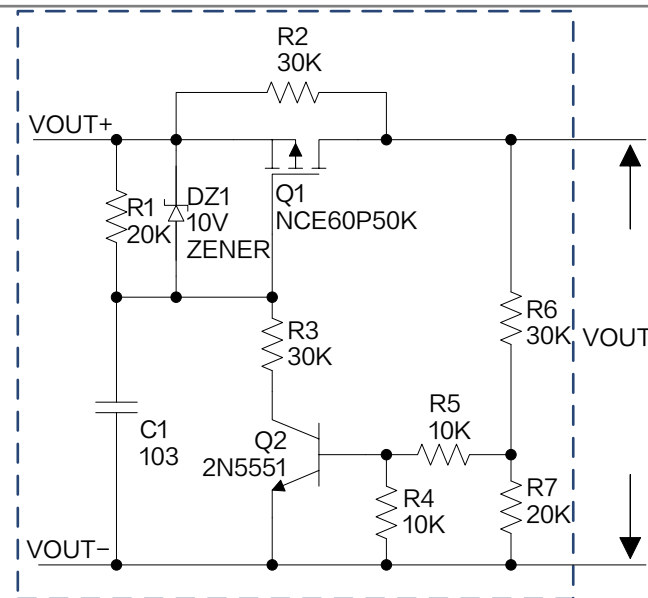 R2
30K
VOUT+
R1
20K
DZ1
10V
ZENER
Q1
NCE60P50K
R3
30K
R6
30K
VOUT
C1
103
Q2
2N5551
R5
10K
R4
10K
R7
20K
VOUT−